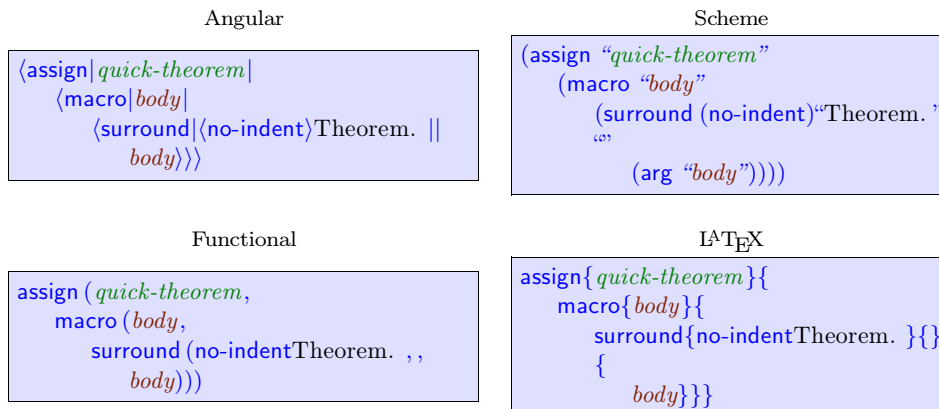 Angular
⟨assign|quick-theorem|
⟨macro|body|
⟨surround|⟨no-indent⟩Theorem. ||
body⟩⟩⟩
Scheme
(assign “quick-theorem”
(macro “body”
(surround (no-indent)“Theorem. ”
“”
(arg “body”))))
Functional
assign (quick-theorem,
macro (body,
surround (no-indentTheorem. , ,
body)))
LATEX
assign{quick-theorem}{
macro{body}{
surround{no-indentTheorem. }{}
{
body}}}